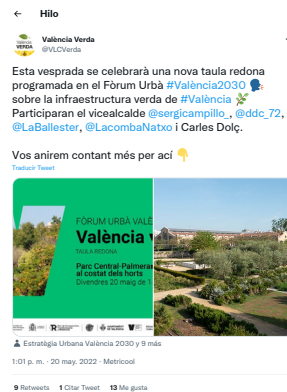 Hilo
València Verda
@VLCVerda
Esta vesprada se celebrarà una nova taula redona
programada en el Fòrum Urbà #València2030 🗣️
sobre la infraestructura verda de #València 🌿
Participaran el vicealcalde @sergicampillo_, @ddc_72,
@LaBallester, @LacombaNatxo i Carles Dolç.
Vos anirem contant més per ací 👇
Traducir Tweet
FÒRUM URBÀ VALÈ
València v
TAULA REDONA
Parc Central-Palmerar
al costat dels horts
Divendres 20 maig de 1
Estratègia Urbana València 2030 y 9 más
1:01 p. m. · 20 may. 2022 · Metricool
9 Retweets 1 Citar Tweet 13 Me gusta